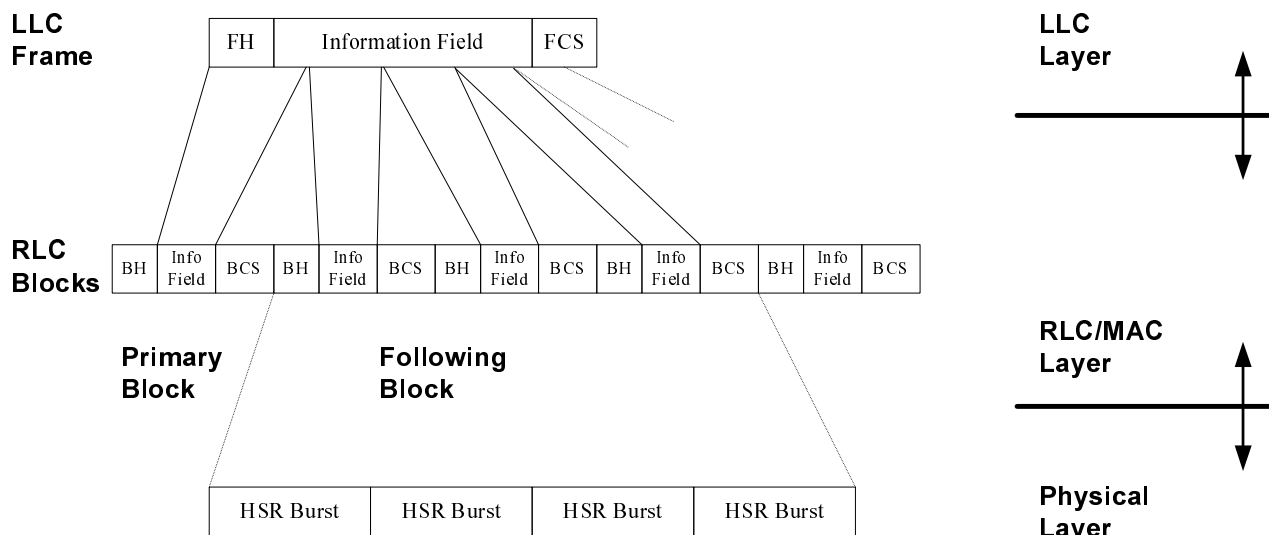 LLC
Frame
FH
Information Field
FCS
LLC
Layer
RLC
Blocks
BH
Info
Field
BCS
BH
Info
Field
BCS
BH
Info
Field
BCS
BH
Info
Field
BCS
BH
Info
Field
BCS
Primary
Block
Following
Block
RLC/MAC
Layer
HSR Burst
HSR Burst
HSR Burst
HSR Burst
Physical
Layer